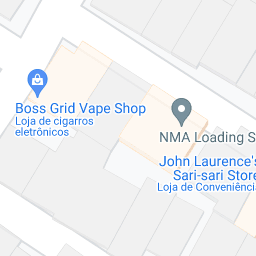 Boss Grid Vape Shop
Loja de cigarros
eletrônicos
NMA Loading S
John Laurence's
Sari-sari Store
Loja de Conveniência